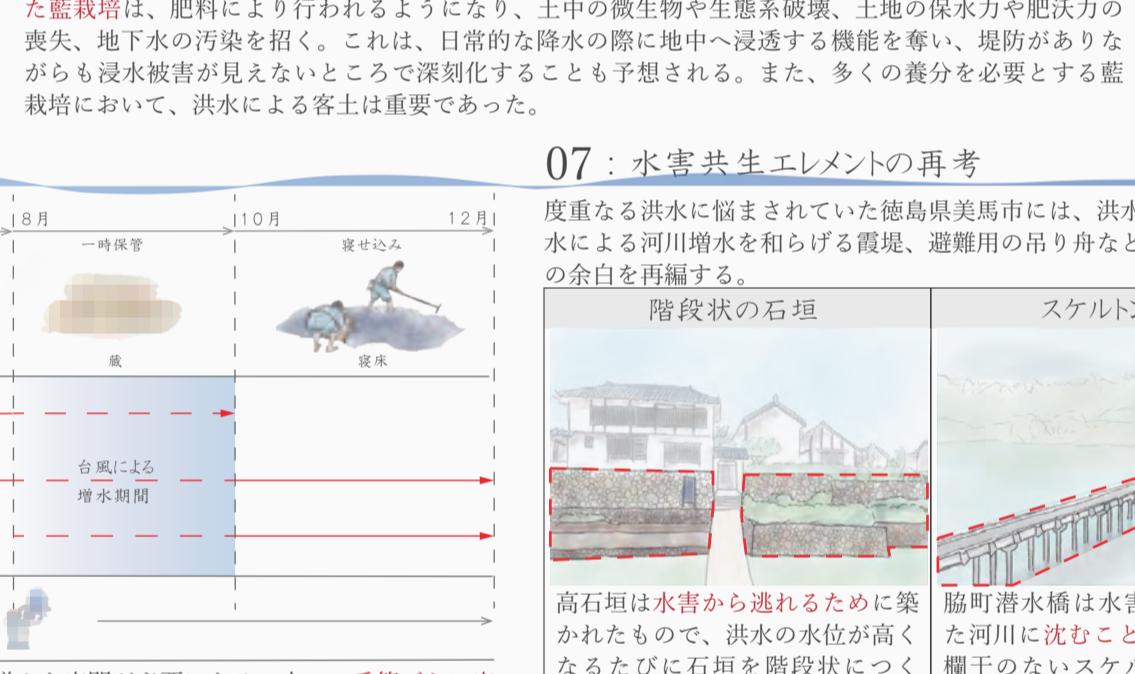 た藍栽培は、肥料により行われるようになり、土中の微生物や生態系破壊、土地の保水力や肥沃力の
喪失、地下水の汚染を招く。これは、日常的な降水の際に地中へ浸透する機能を奪い、堤防がありな
がらも浸水被害が見えないところで深刻化することも予想される。また、多くの養分を必要とする藍
栽培において、洪水による客土は重要であった。
8月
10月
12月
一時保管
寝せ込み
蔵
寝床
台風による
増水期間
07：水害共生エレメントの再考
度重なる洪水に悩まされていた徳島県美馬市には、洪水
水による河川増水を和らげる霞堤、避難用の吊り舟など
の余白を再編する。
階段状の石垣
高石垣は水害から逃れるために築
かれたもので、洪水の水位が高く
なるたびに石垣を階段状につく
スケルト
脇町潜水橋は水害
た河川に沈むこと
欄干のないスケル